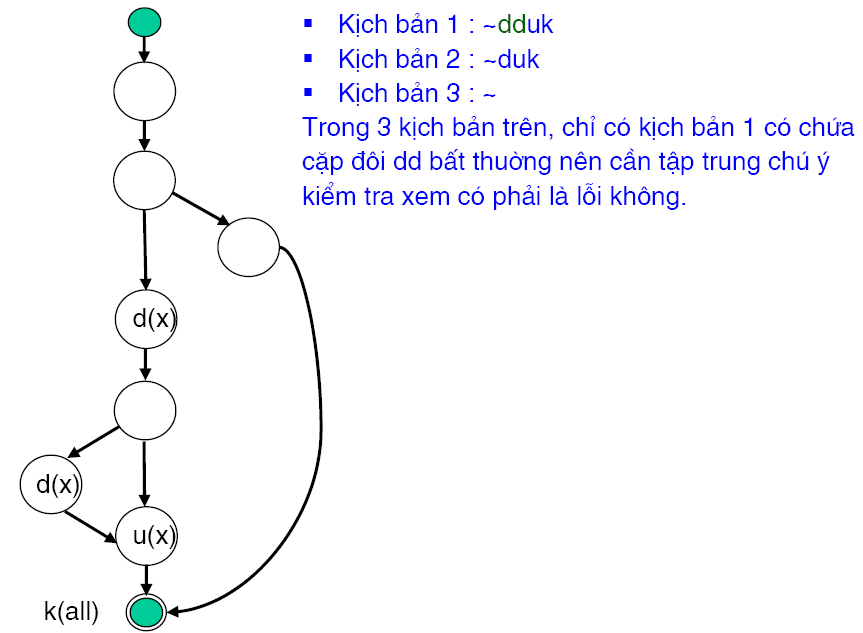 ▪ Kịch bản 1 : ~dduk
▪ Kịch bản 2 : ~duk
▪ Kịch bản 3 : ~
Trong 3 kịch bản trên, chỉ có kịch bản 1 có chứa
cặp đôi dd bất thuờng nên cần tập trung chú ý
kiểm tra xem có phải là lỗi không.
d(x)
d(x)
u(x)
k(all)